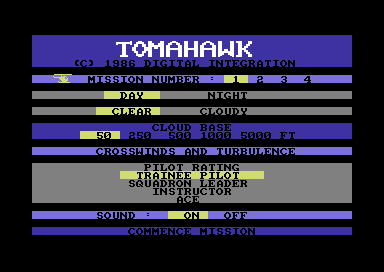 TOMAHAWK
(C) 1986 DIGITAL INTEGRATION
MISSION NUMBER : 1 2 3 4
DAY NIGHT
CLEAR CLOUDY
CLOUD BASE
50 250 500 1000 5000 FT
CROSSWINDS AND TURBULENCE
PILOT RATING
TRAINEE PILOT
SQUADRON LEADER
INSTRUCTOR
ACE
SOUND : ON OFF
COMMENCE MISSION